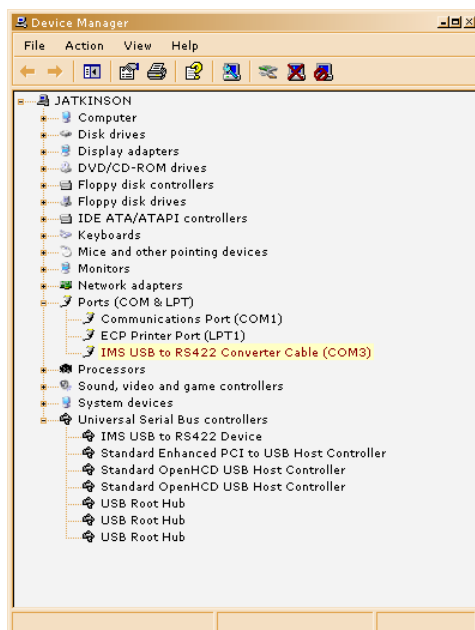 Device Manager
File Action View Help
JATKINSON
Computer
Disk drives
Display adapters
DVD/CD-ROM drives
Floppy disk controllers
Floppy disk drives
IDE ATA/ATAPI controllers
Keyboards
Mice and other pointing devices
Monitors
Network adapters
Ports (COM & LPT)
Communications Port (COM1)
ECP Printer Port (LPT1)
IMS USB to RS422 Converter Cable (COM3)
Processors
Sound, video and game controllers
System devices
Universal Serial Bus controllers
IMS USB to RS422 Device
Standard Enhanced PCI to USB Host Controller
Standard OpenHCD USB Host Controller
Standard OpenHCD USB Host Controller
USB Root Hub
USB Root Hub
USB Root Hub